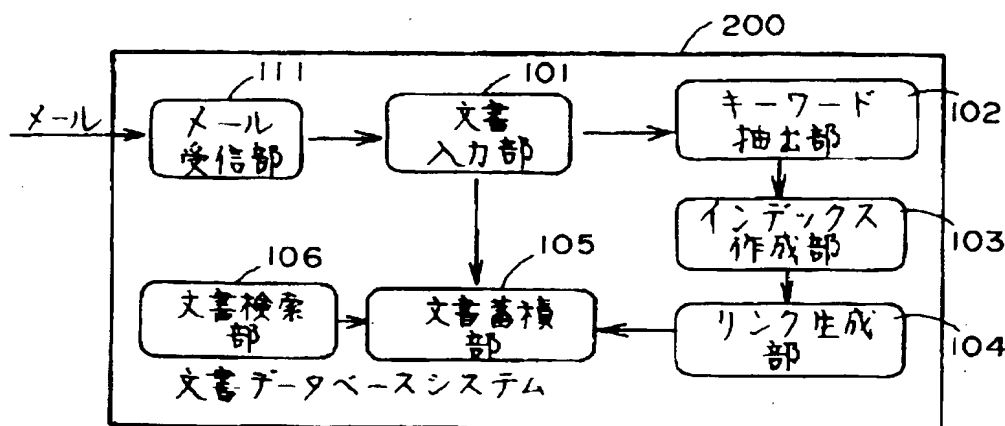 200
111
101
メール
メール
受信部
文書
入力部
キーワード
抽出部
102
インデックス
作成部
103
106
105
文書検索
部
文書蓄積
部
リンク生成
部
104
文書データベースシステム